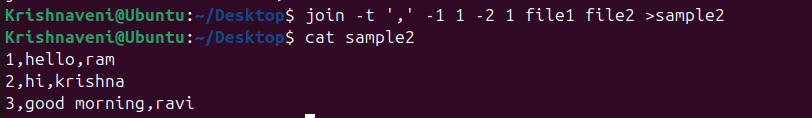 Krishnaveni@Ubuntu:~/Desktop$ join -t ',' -1 1 -2 1 file1 file2 >sample2
Krishnaveni@Ubuntu:~/Desktop$ cat sample2
1,hello,ram
2,hi,krishna
3,good morning,ravi